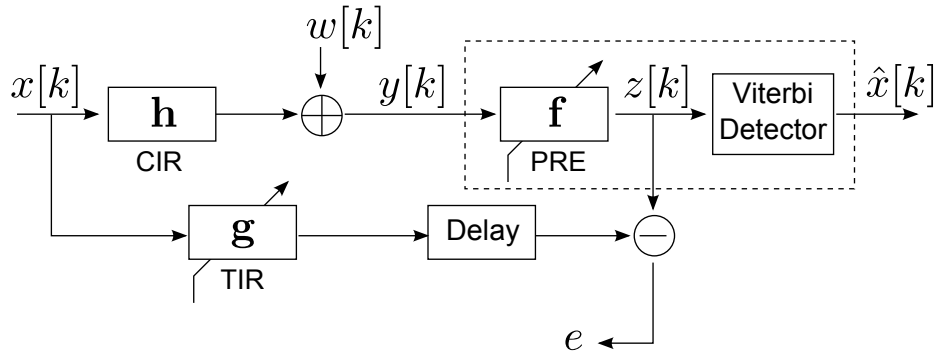 w[k]
x[k]
h
CIR
y[k]
f
PRE
z[k]
Viterbi
Detector
x̂[k]
g
TIR
Delay
e